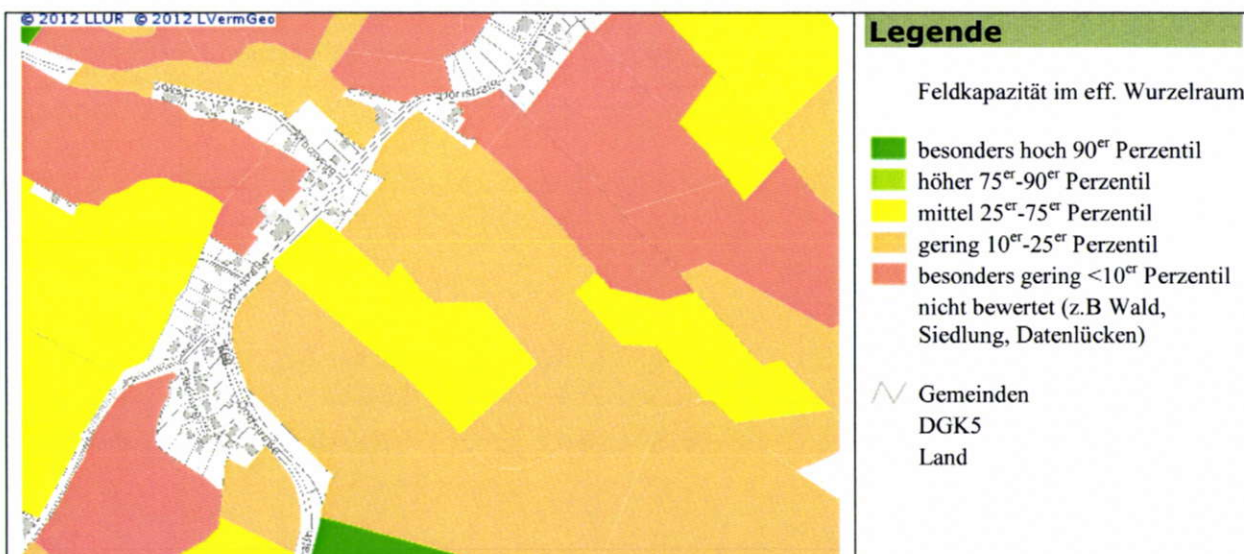 © 2012 LLUR © 2012 LVermGeo
Legende
Feldkapazität im eff. Wurzelraum
besonders hoch 90er Perzentil
höher 75er-90er Perzentil
mittel 25er-75er Perzentil
gering 10er-25er Perzentil
besonders gering <10er Perzentil
nicht bewertet (z.B Wald,
Siedlung, Datenlücken)
Gemeinden
DGK5
Land